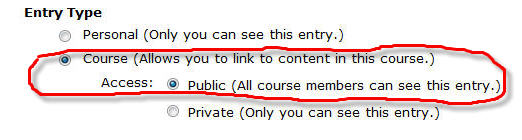 Entry Type
Personal (Only you can see this entry.)
Course (Allows you to link to content in this course.)
Access: Public (All course members can see this entry.)
Private (Only you can see this entry.)